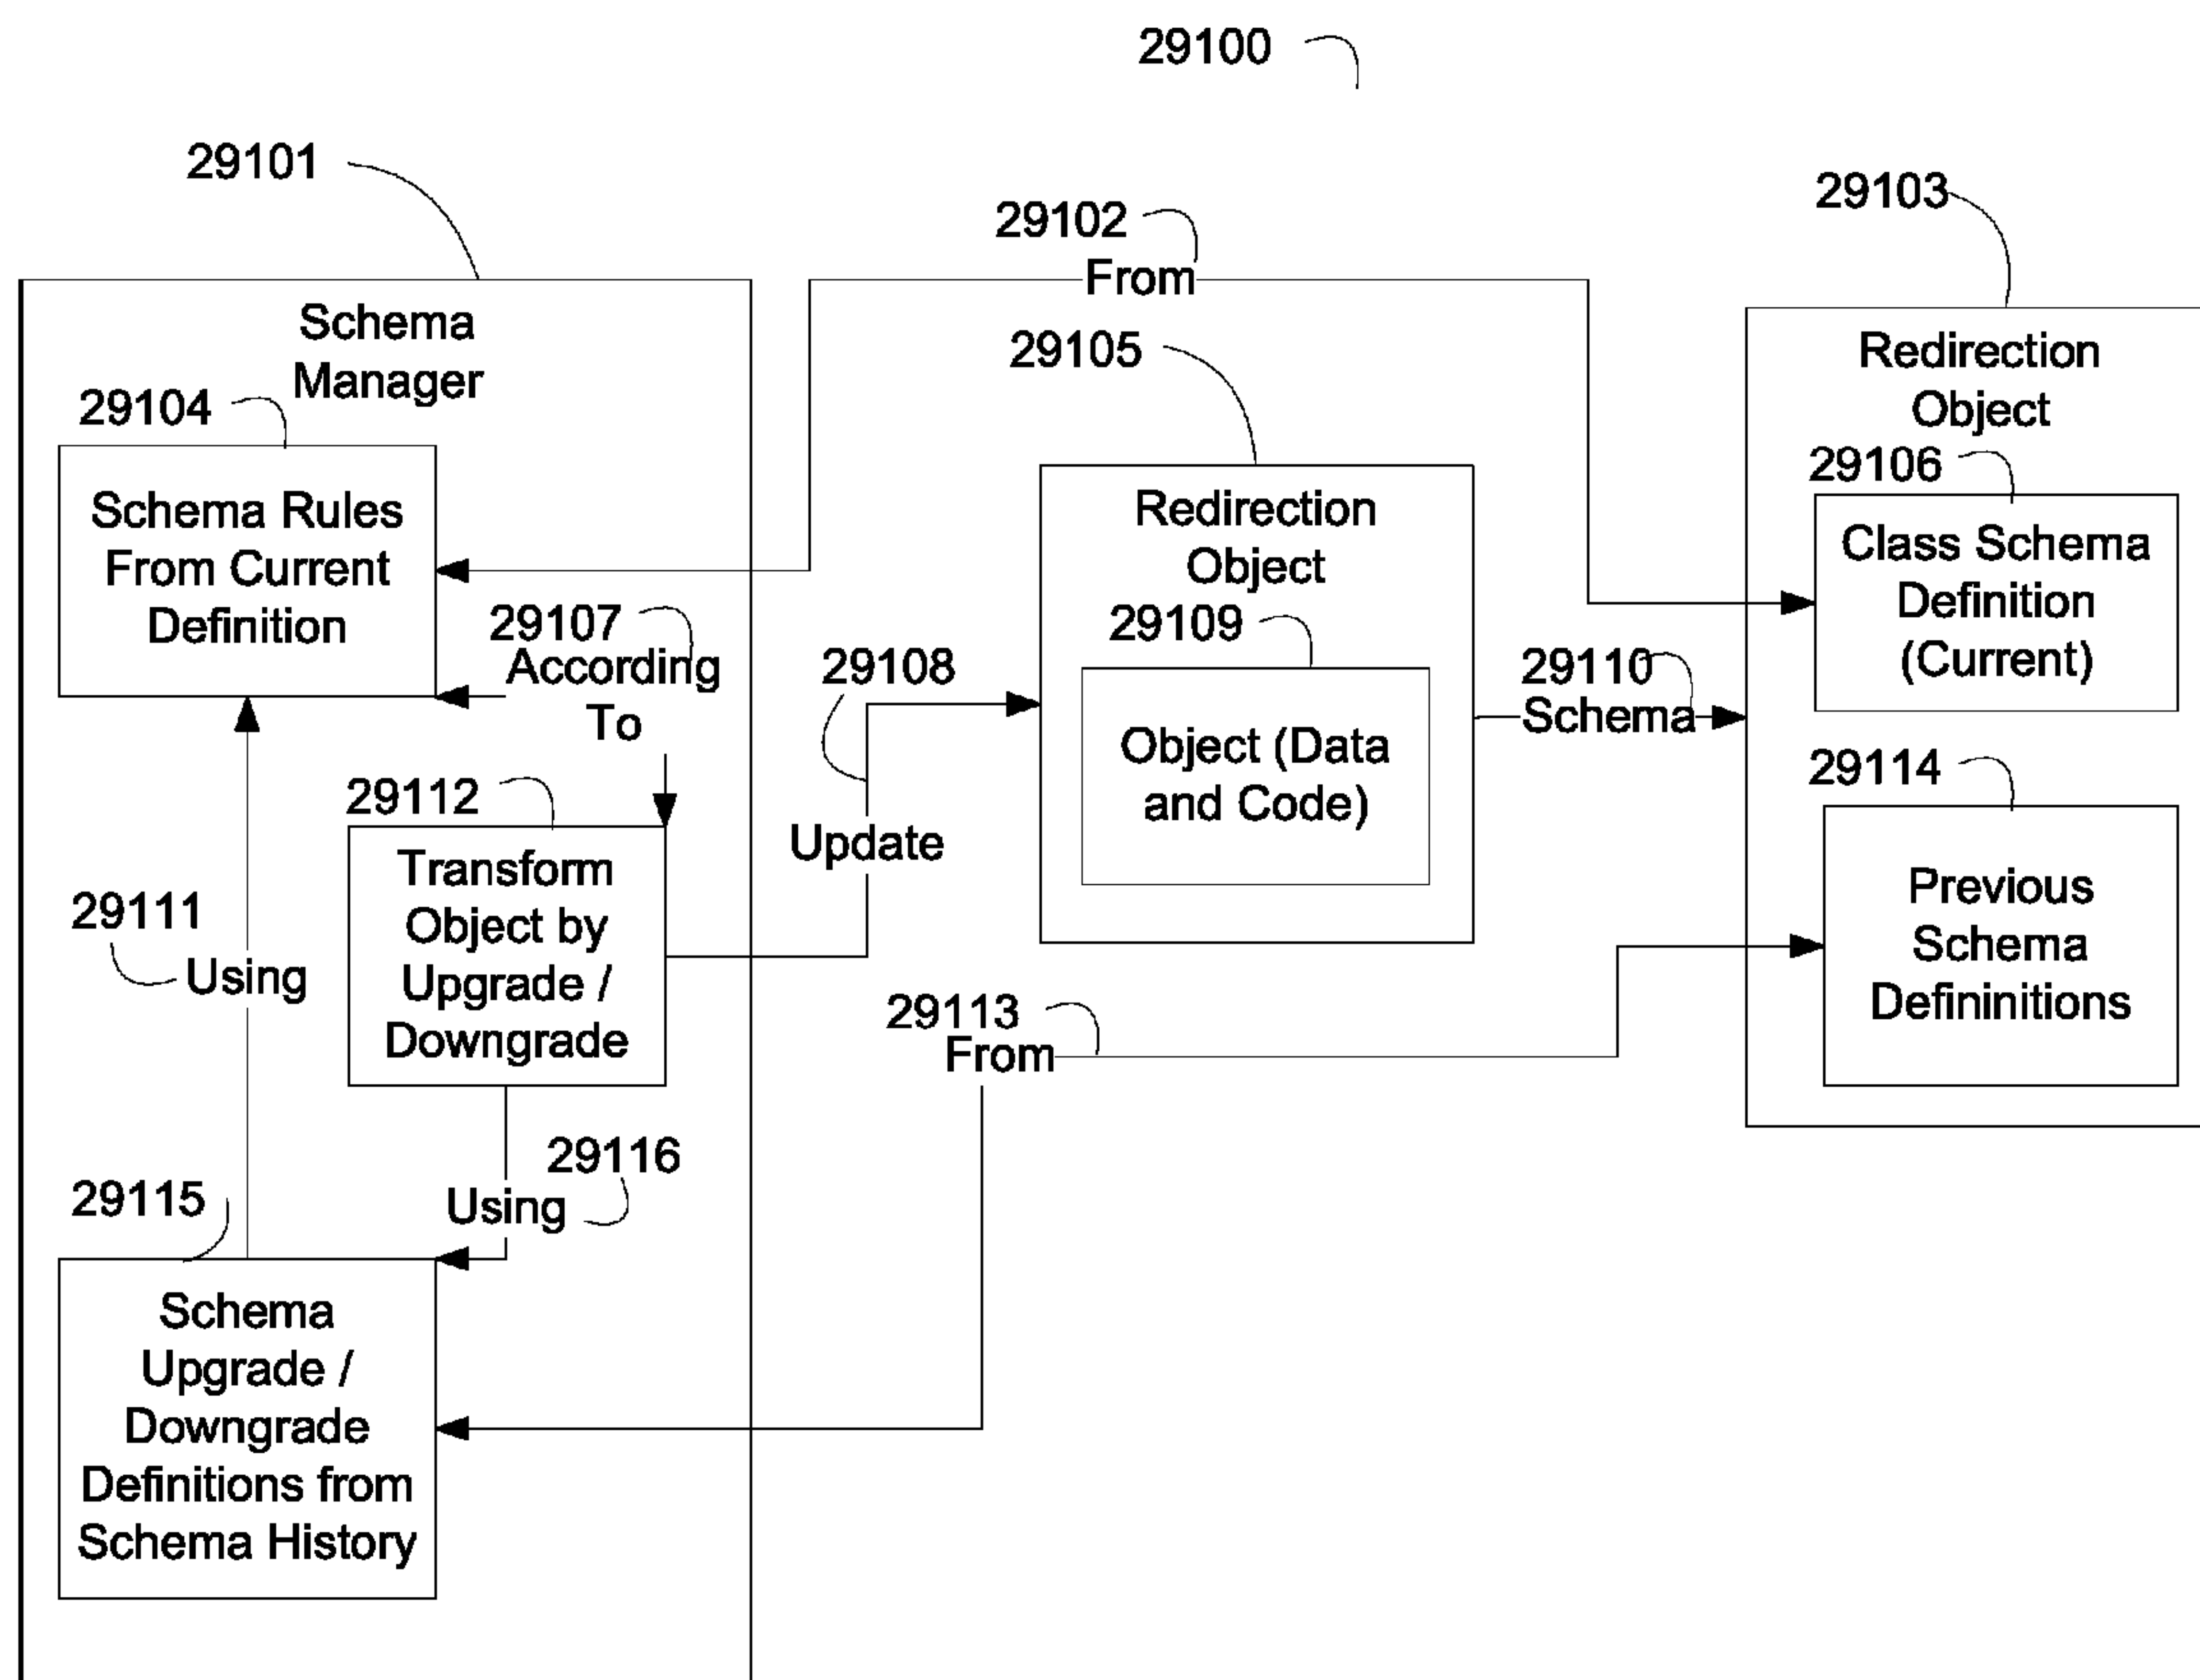 29100
29101
29102
From
29103
Schema
Manager
29104
Schema Rules
From Current
Definition
29105
Redirection
Object
29109
Object (Data
and Code)
Redirection
Object
29106
Class Schema
Definition
(Current)
29107
According
To
29108
Update
29110
Schema
29114
Previous
Schema
Defininitions
29112
Transform
Object by
Upgrade /
Downgrade
29111
Using
29113
From
29116
Using
29115
Schema
Upgrade /
Downgrade
Definitions from
Schema History